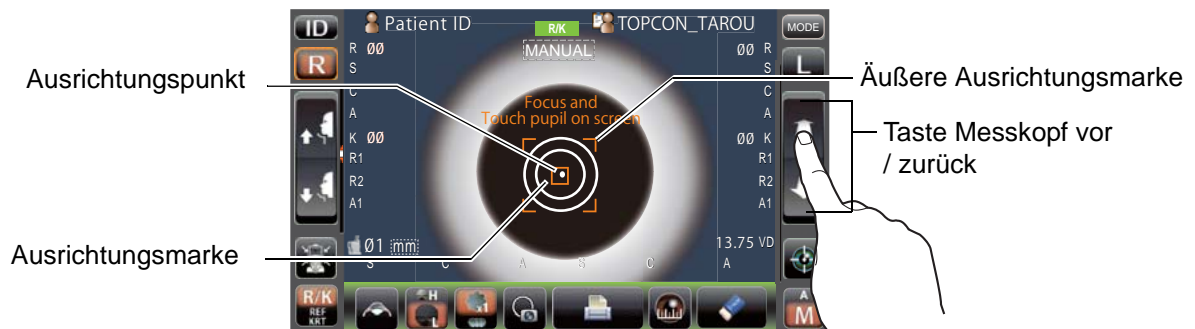 ID
Patient ID
R/K
TOPCON_TAROU
MODE
MANUAL
R 00
00 R
R
L
S
S
Ausrichtungspunkt
Äußere Ausrichtungsmarke
C
C
A
A
Focus and
Touch pupil on screen
Taste Messkopf vor
/ zurück
K 00
00 K
R1
R1
R2
R2
A1
A1
Ausrichtungsmarke
Ø1 mm
13.75 VD
S C A S C A
R/K
REF
KRT
H
L
x1
A
M